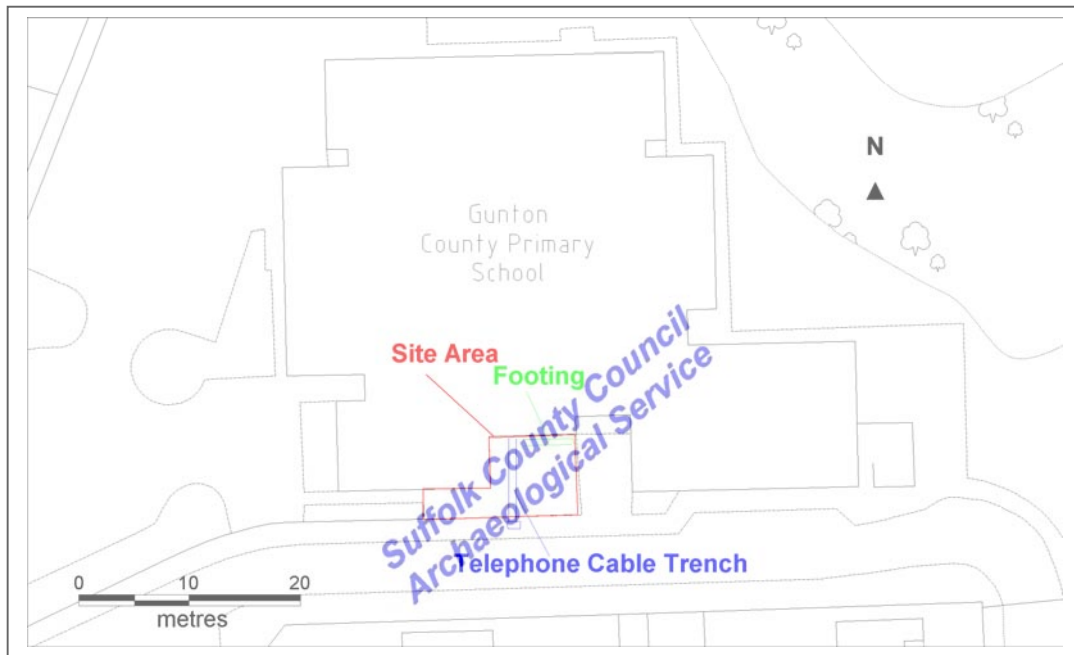 N
Gunton
County Primary
School
Site Area
Footing
Suffolk County Council
Archaeological Service
Telephone Cable Trench
0 10 20
metres